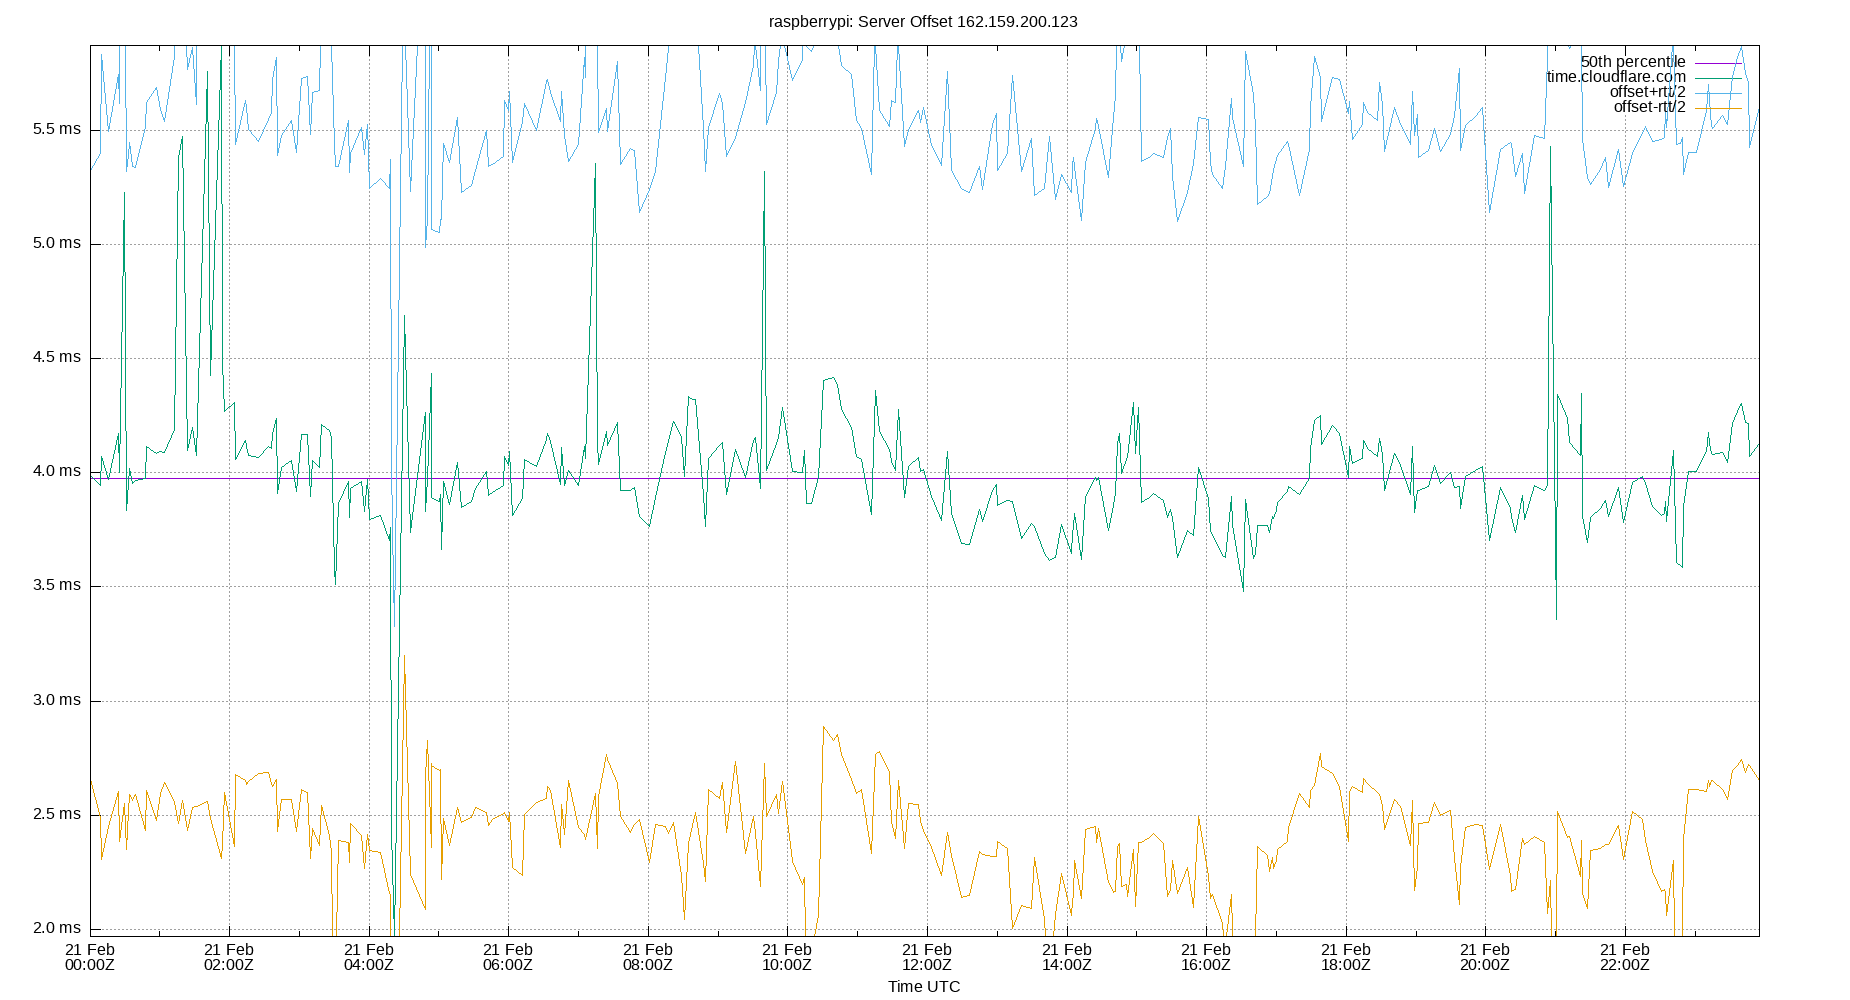 raspberrypi: Server Offset 162.159.200.123
50th percentile
time.cloudflare.com
offset+rtt/2
offset-rtt/2
5.5 ms
5.0 ms
4.5 ms
4.0 ms
3.5 ms
3.0 ms
2.5 ms
2.0 ms
21 Feb 21 Feb 21 Feb 21 Feb 21 Feb 21 Feb 21 Feb 21 Feb 21 Feb 21 Feb 21 Feb 21 Feb
00:00Z 02:00Z 04:00Z 06:00Z 08:00Z 10:00Z 12:00Z 14:00Z 16:00Z 18:00Z 20:00Z 22:00Z
Time UTC